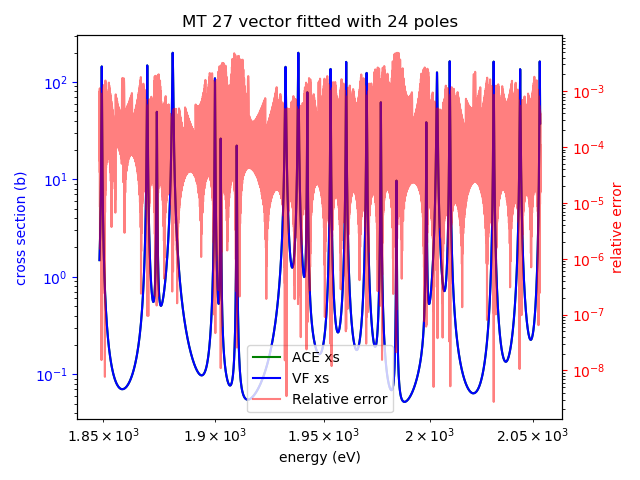 MT 27 vector fitted with 24 poles
cross section (b)
10^2
10^1
10^0
10^{-1}
10^{-3}
10^{-4}
10^{-5}
10^{-6}
10^{-7}
10^{-8}
relative error
ACE xs
VF xs
Relative error
1.85×10^3 1.9×10^3 1.95×10^3 2×10^3 2.05×10^3
energy (eV)